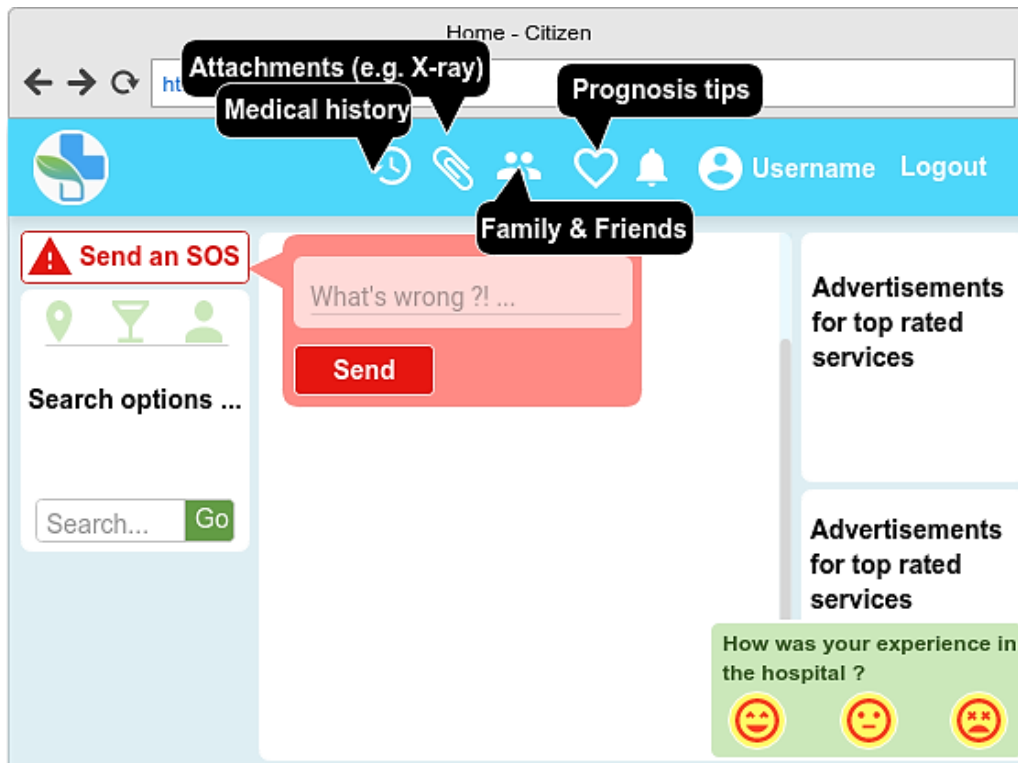 Home - Citizen
Attachments (e.g. X-ray)
ht
Prognosis tips
Medical history
Username
Logout
Family & Friends
Send an SOS
What's wrong ?! ...
Send
Search options ...
Search...
Go
Advertisements
for top rated
services
Advertisements
for top rated
services
How was your experience in
the hospital ?